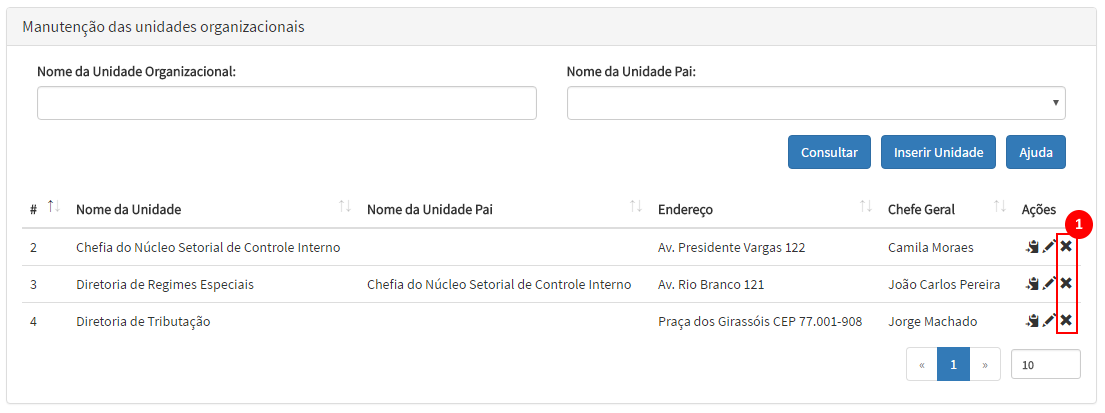 Manutenção das unidades organizacionais
Nome da Unidade Organizacional: Nome da Unidade Pai:
Consultar Inserir Unidade Ajuda
# Nome da Unidade Nome da Unidade Pai Endereço Chefe Geral Ações
1
2 Chefia do Núcleo Setorial de Controle Interno Av. Presidente Vargas 122 Camila Moraes
3 Diretoria de Regimes Especiais Chefia do Núcleo Setorial de Controle Interno Av. Rio Branco 121 João Carlos Pereira
4 Diretoria de Tributação Praça dos Girassóis CEP 77.001-908 Jorge Machado
« 1 » 10